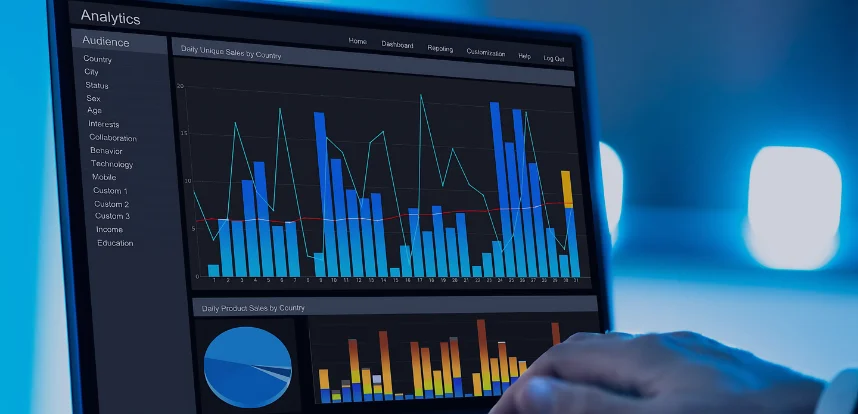 Analytics
Home Dashboard Repoting Customization Help Log Out
Audience
Daily Unique Sales by Country
Country
City
Status
Sex
Age
Interests
Collaboration
Behavior
Technology
Mobile
Custom 1
Custom 2
Custom 3
Income
Education
20
15
10
5
0
1 2 3 4 5 6 7 8 9 10 11 12 13 14 15 16 17 18 19 20 21 22 23 24 25 26 27 28 29 30 31
Daily Product Sales by Country